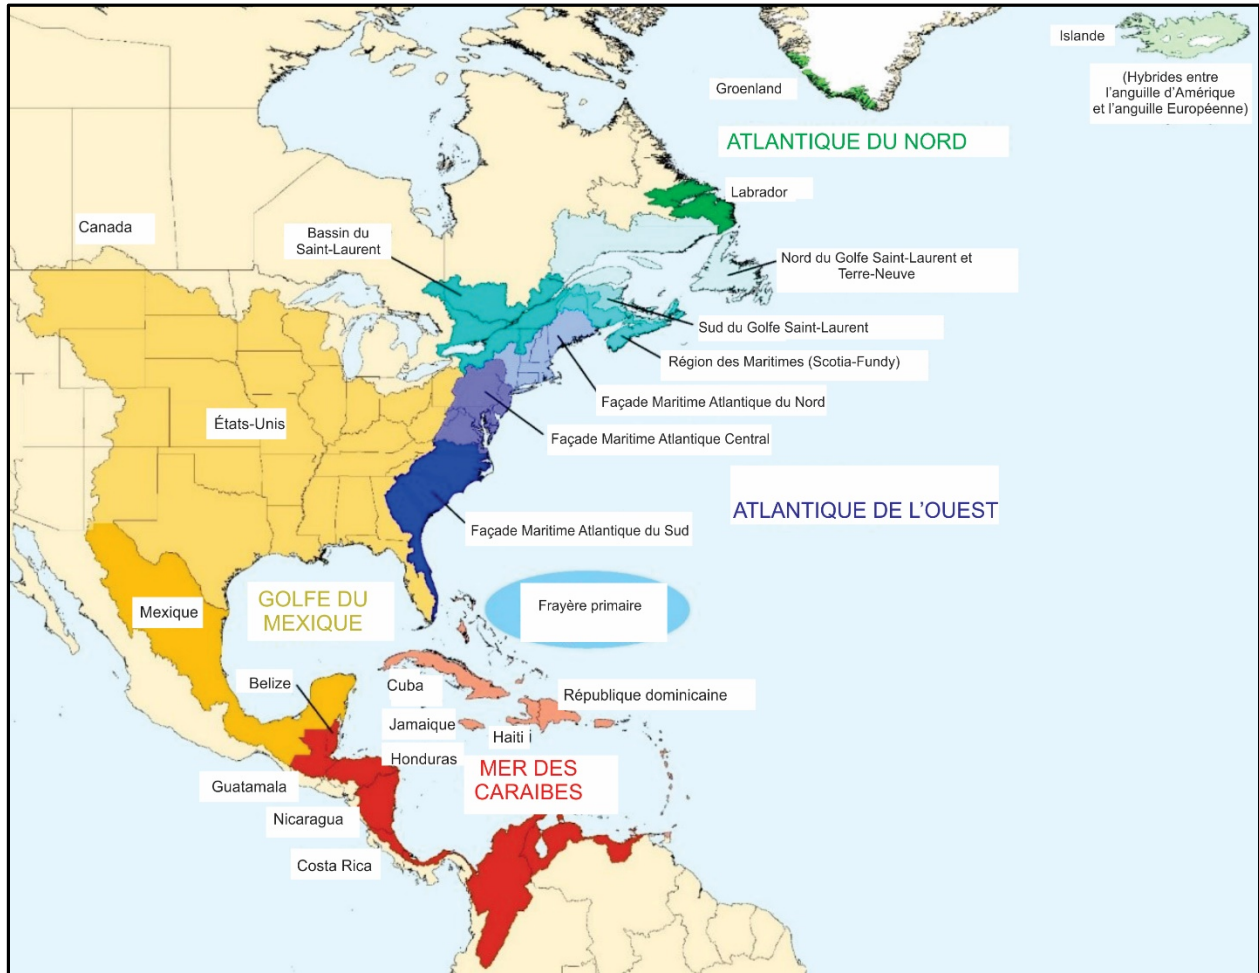 Islande
(Hybrides entre
l'anguille d'Amérique
et l'anguille Européenne)
Groenland
ATLANTIQUE DU NORD
Labrador
Canada
Bassin du
Saint-Laurent
Nord du Golfe Saint-Laurent et
Terre-Neuve
Sud du Golfe Saint-Laurent
Région des Maritimes (Scotia-Fundy)
Façade Maritime Atlantique du Nord
États-Unis
Façade Maritime Atlantique Central
ATLANTIQUE DE L'OUEST
Façade Maritime Atlantique du Sud
GOLFE DU
MEXIQUE
Frayère primaire
Mexique
Belize
Cuba
République dominicaine
Jamaique
Haiti i
Honduras
MER DES
CARAIBES
Guatamala
Nicaragua
Costa Rica